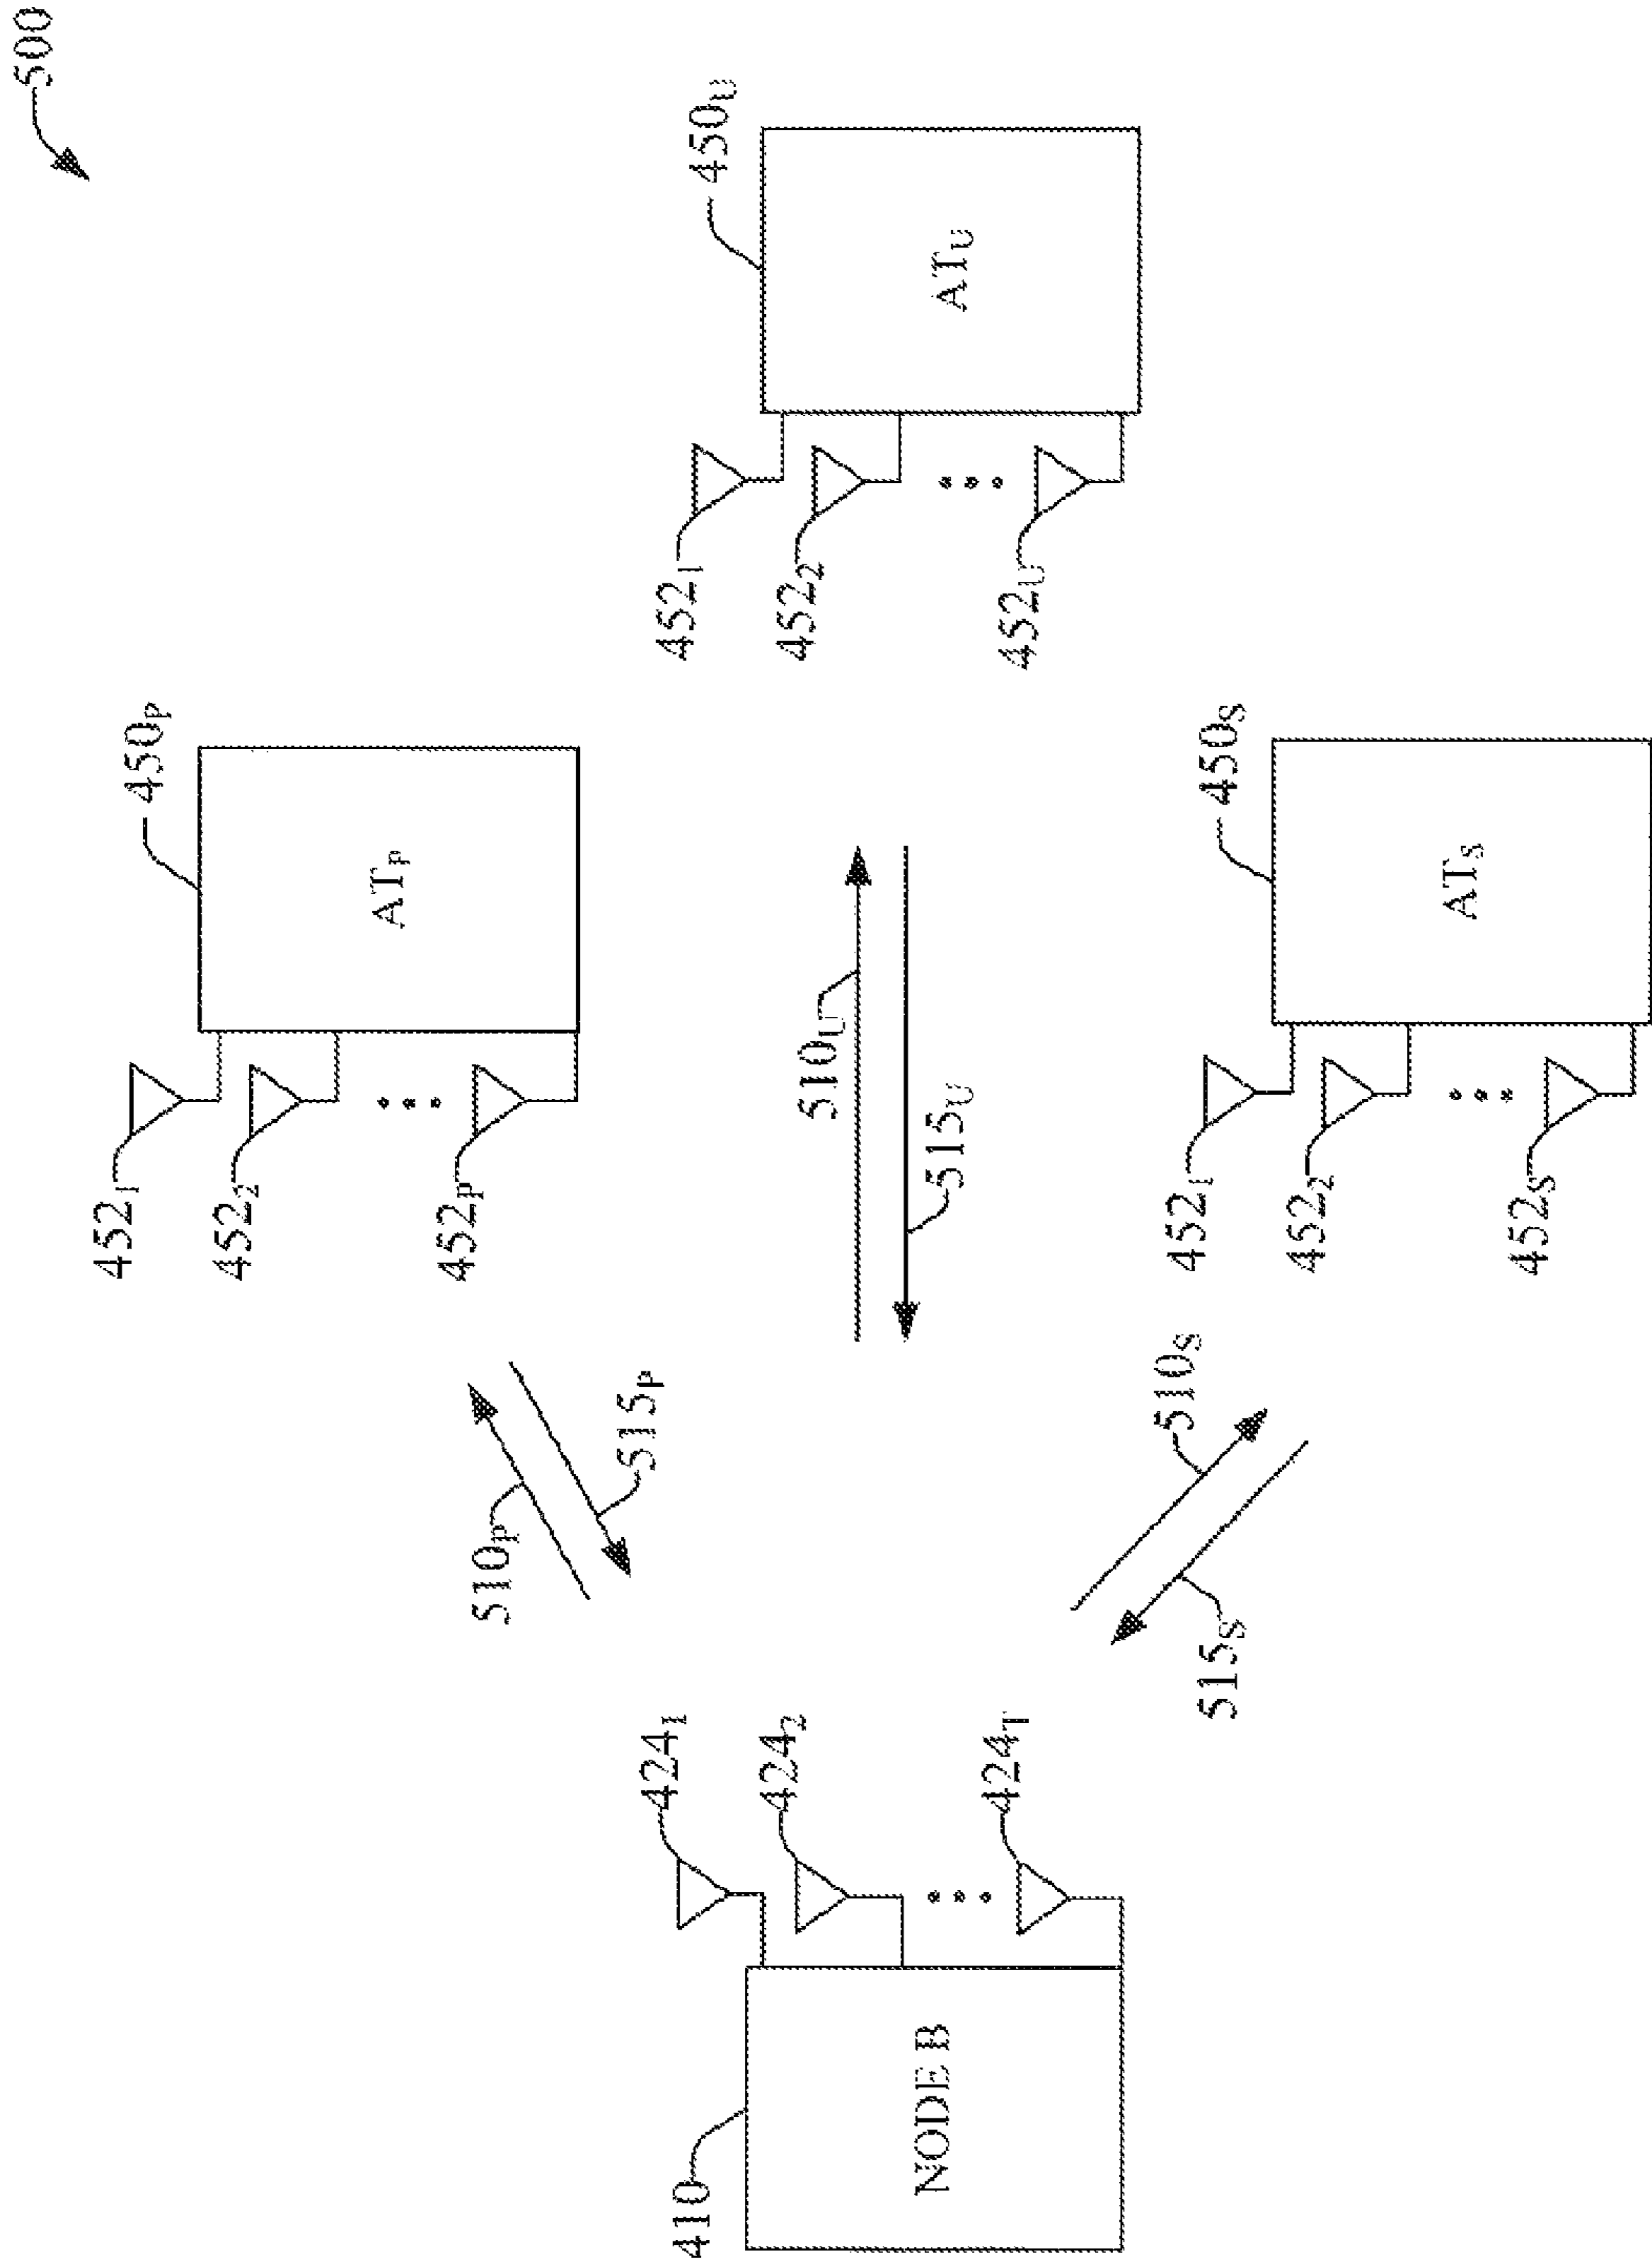 500
450P
ATP
452₁
452₂
452P
450U
ATU
452₁
452₂
452U
510P
515P
510U
515U
424₁
424₂
424T
410
NODE B
510S
515S
450S
ATS
452₁
452₂
452S